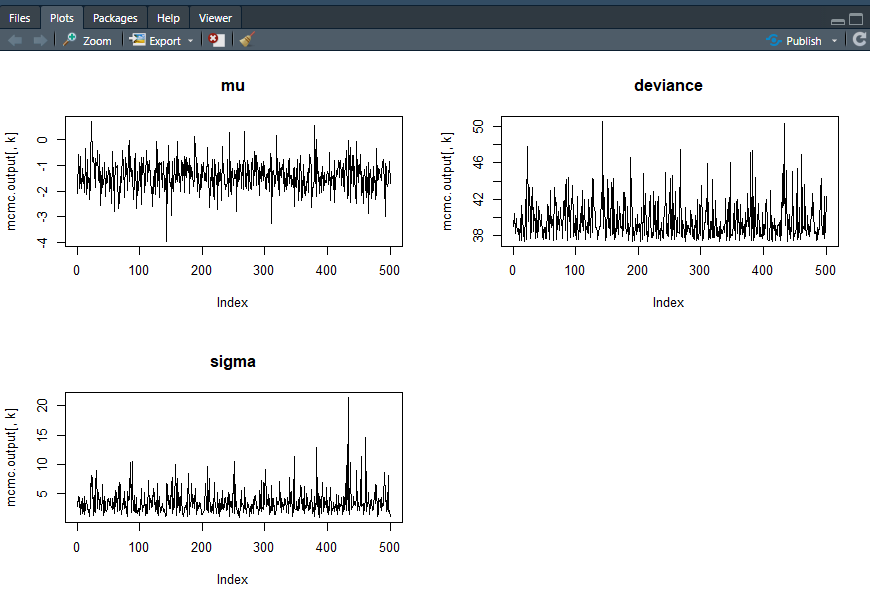 Files Plots Packages Help Viewer
Zoom Export Publish
mu
mcmc.output[, k]
0
-1
-2
-3
-4
0 100 200 300 400 500
Index
deviance
mcmc.output[, k]
50
46
42
38
0 100 200 300 400 500
Index
sigma
mcmc.output[, k]
20
15
10
5
0 100 200 300 400 500
Index